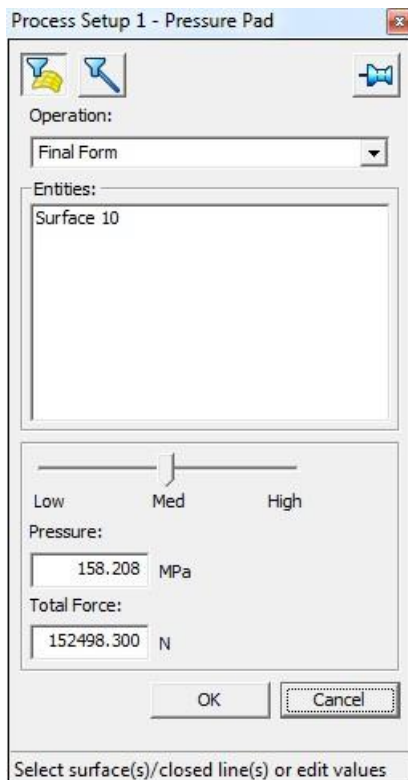 Process Setup 1 - Pressure Pad
Operation:
Final Form
Entities:
Surface 10
Low Med High
Pressure:
158.208 MPa
Total Force:
152498.300 N
OK Cancel
Select surface(s)/closed line(s) or edit values